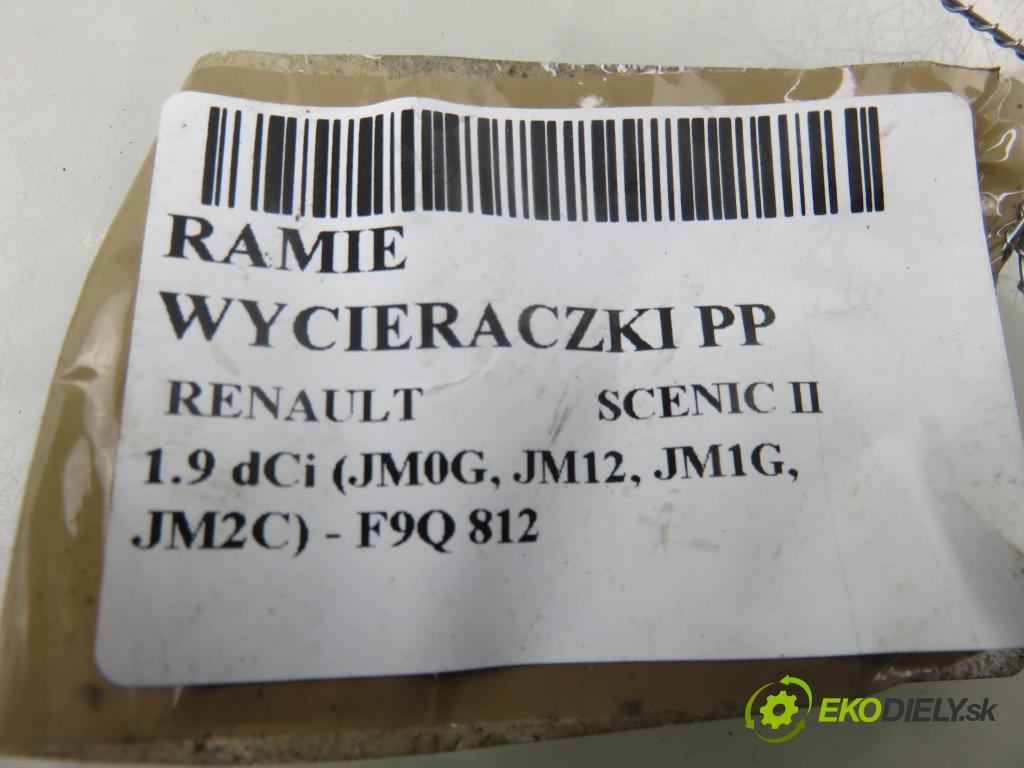 RAMIE
WYCIERACZKI PP
RENAULT SCENIC II
1.9 dCi (JM0G, JM12, JM1G,
JM2C) - F9Q 812
EKODIELY.sk